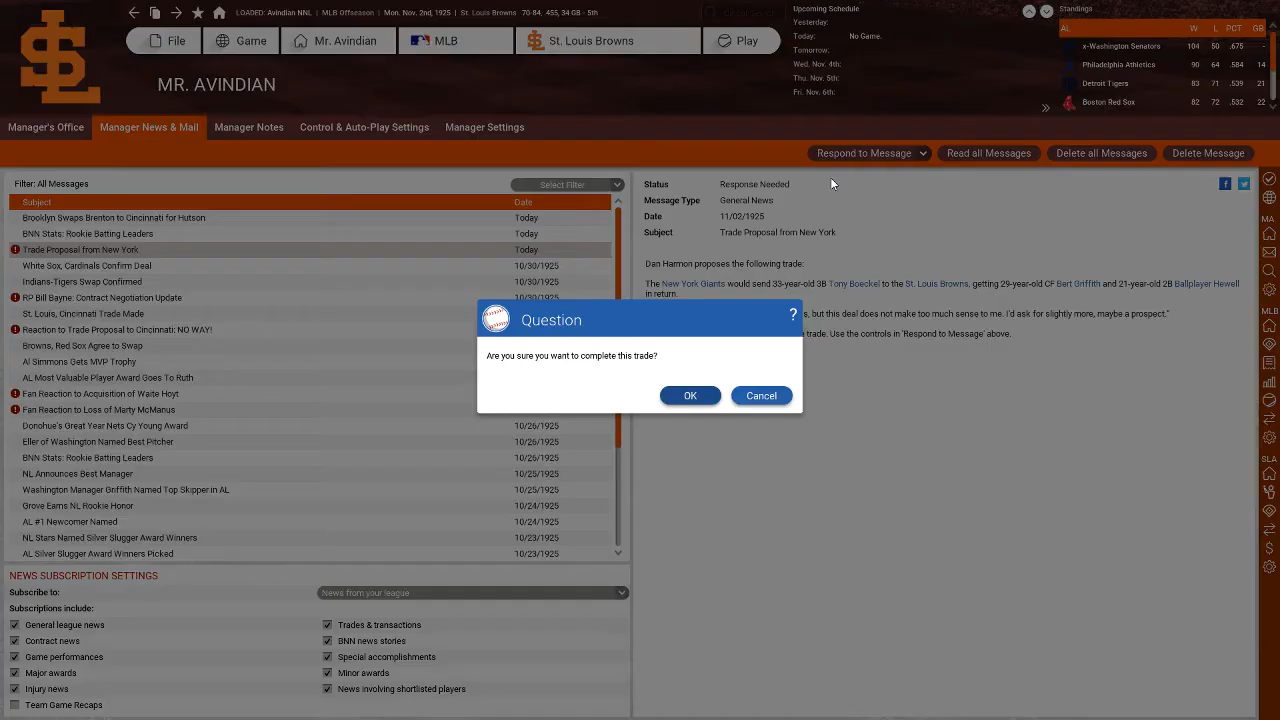 LOADED: Avindian NNL | MLB Offseason | Mon. Nov. 2nd, 1925 | St. Louis Browns 70-84, .455, 34 GB - 5th
File
Game
Mr. Avindian
MLB
St. Louis Browns
Play
MR. AVINDIAN
Upcoming Schedule
Yesterday:
Today: No Game.
Tomorrow:
Wed. Nov. 4th:
Thu. Nov. 5th:
Fri. Nov. 6th:
Standings
AL W L PCT GB
x-Washington Senators 104 50 .675 -
Philadelphia Athletics 90 64 .584 14
Detroit Tigers 83 71 .539 21
Boston Red Sox 82 72 .532 22
Manager's Office
Manager News & Mail
Manager Notes
Control & Auto-Play Settings
Manager Settings
Respond to Message
Read all Messages
Delete all Messages
Delete Message
Filter: All Messages
Select Filter
Subject Date
Brooklyn Swaps Brenton to Cincinnati for Hutson Today
BNN Stats: Rookie Batting Leaders Today
Trade Proposal from New York Today
White Sox, Cardinals Confirm Deal 10/30/1925
Indians-Tigers Swap Confirmed 10/30/1925
RP Bill Bayne: Contract Negotiation Update 10/30/1925
St. Louis, Cincinnati Trade Made
Reaction to Trade Proposal to Cincinnati: NO WAY!
Browns, Red Sox Agree to Swap
Al Simmons Gets MVP Trophy
AL Most Valuable Player Award Goes To Ruth
Fan Reaction to Acquisition of Waite Hoyt
Fan Reaction to Loss of Marty McManus
Donohue's Great Year Nets Cy Young Award 10/26/1925
Eller of Washington Named Best Pitcher 10/26/1925
BNN Stats: Rookie Batting Leaders 10/26/1925
NL Announces Best Manager 10/25/1925
Washington Manager Griffith Named Top Skipper in AL 10/25/1925
Grove Earns NL Rookie Honor 10/24/1925
AL #1 Newcomer Named 10/24/1925
NL Stars Named Silver Slugger Award Winners 10/23/1925
AL Silver Slugger Award Winners Picked 10/23/1925
Status Response Needed
Message Type General News
Date 11/02/1925
Subject Trade Proposal from New York
Dan Harmon proposes the following trade:
The New York Giants would send 33-year-old 3B Tony Boeckel to the St. Louis Browns, getting 29-year-old CF Bert Griffith and 21-year-old 2B Ballplayer Hewell
in return.
, but this deal does not make too much sense to me. I'd ask for slightly more, maybe a prospect."
trade. Use the controls in 'Respond to Message' above.
Question
?
Are you sure you want to complete this trade?
OK
Cancel
NEWS SUBSCRIPTION SETTINGS
Subscribe to: News from your league
Subscriptions include:
General league news
Trades & transactions
Contract news
BNN news stories
Game performances
Special accomplishments
Major awards
Minor awards
Injury news
News involving shortlisted players
Team Game Recaps
MA
MLB
SLA